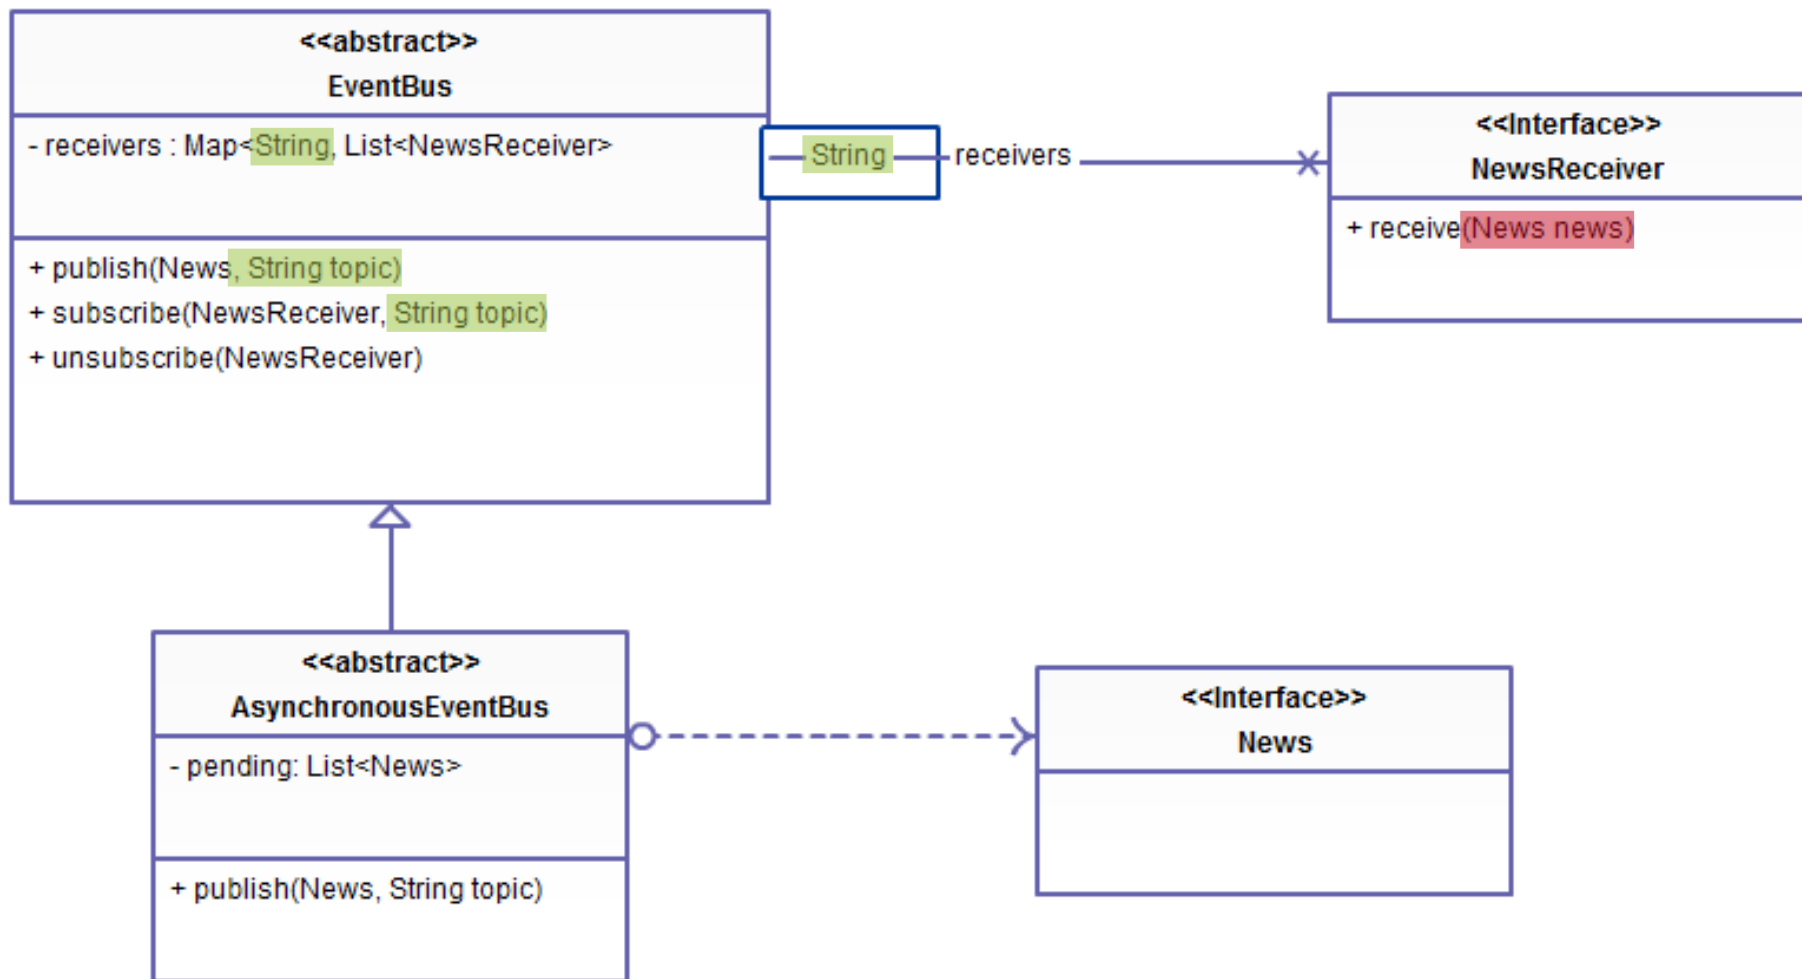 <<abstract>>
EventBus
- receivers : Map<String, List<NewsReceiver>
+ publish(News, String topic)
+ subscribe(NewsReceiver, String topic)
+ unsubscribe(NewsReceiver)
String
receivers
<<Interface>>
NewsReceiver
+ receive(News news)
<<abstract>>
AsynchronousEventBus
- pending: List<News>
+ publish(News, String topic)
<<Interface>>
News